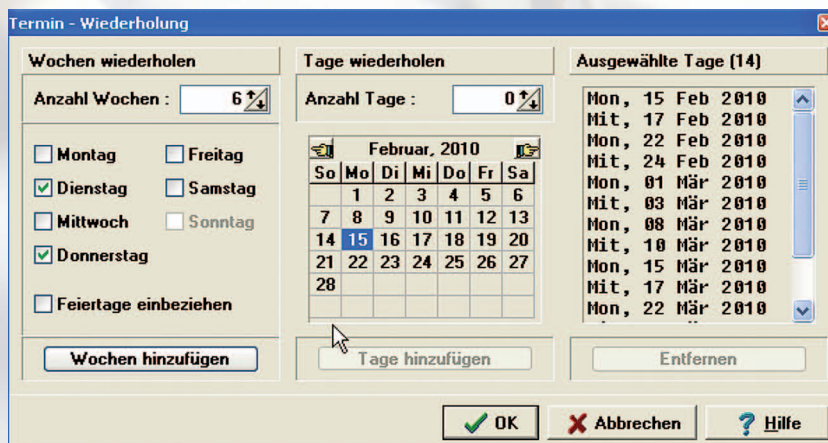 Termin - Wiederholung
Wochen wiederholen
Anzahl Wochen : 6
Montag Freitag
Dienstag Samstag
Mittwoch Sonntag
Donnerstag
Feiertage einbeziehen
Wochen hinzufügen
Tage wiederholen
Anzahl Tage : 0
Februar, 2010
So Mo Di Mi Do Fr Sa
1 2 3 4 5 6
7 8 9 10 11 12 13
14 15 16 17 18 19 20
21 22 23 24 25 26 27
28
Tage hinzufügen
Ausgewählte Tage (14)
Mon, 15 Feb 2010
Mit, 17 Feb 2010
Mon, 22 Feb 2010
Mit, 24 Feb 2010
Mon, 01 Mär 2010
Mit, 03 Mär 2010
Mon, 08 Mär 2010
Mit, 10 Mär 2010
Mon, 15 Mär 2010
Mit, 17 Mär 2010
Mon, 22 Mär 2010
Entfernen
OK Abbrechen ? Hilfe